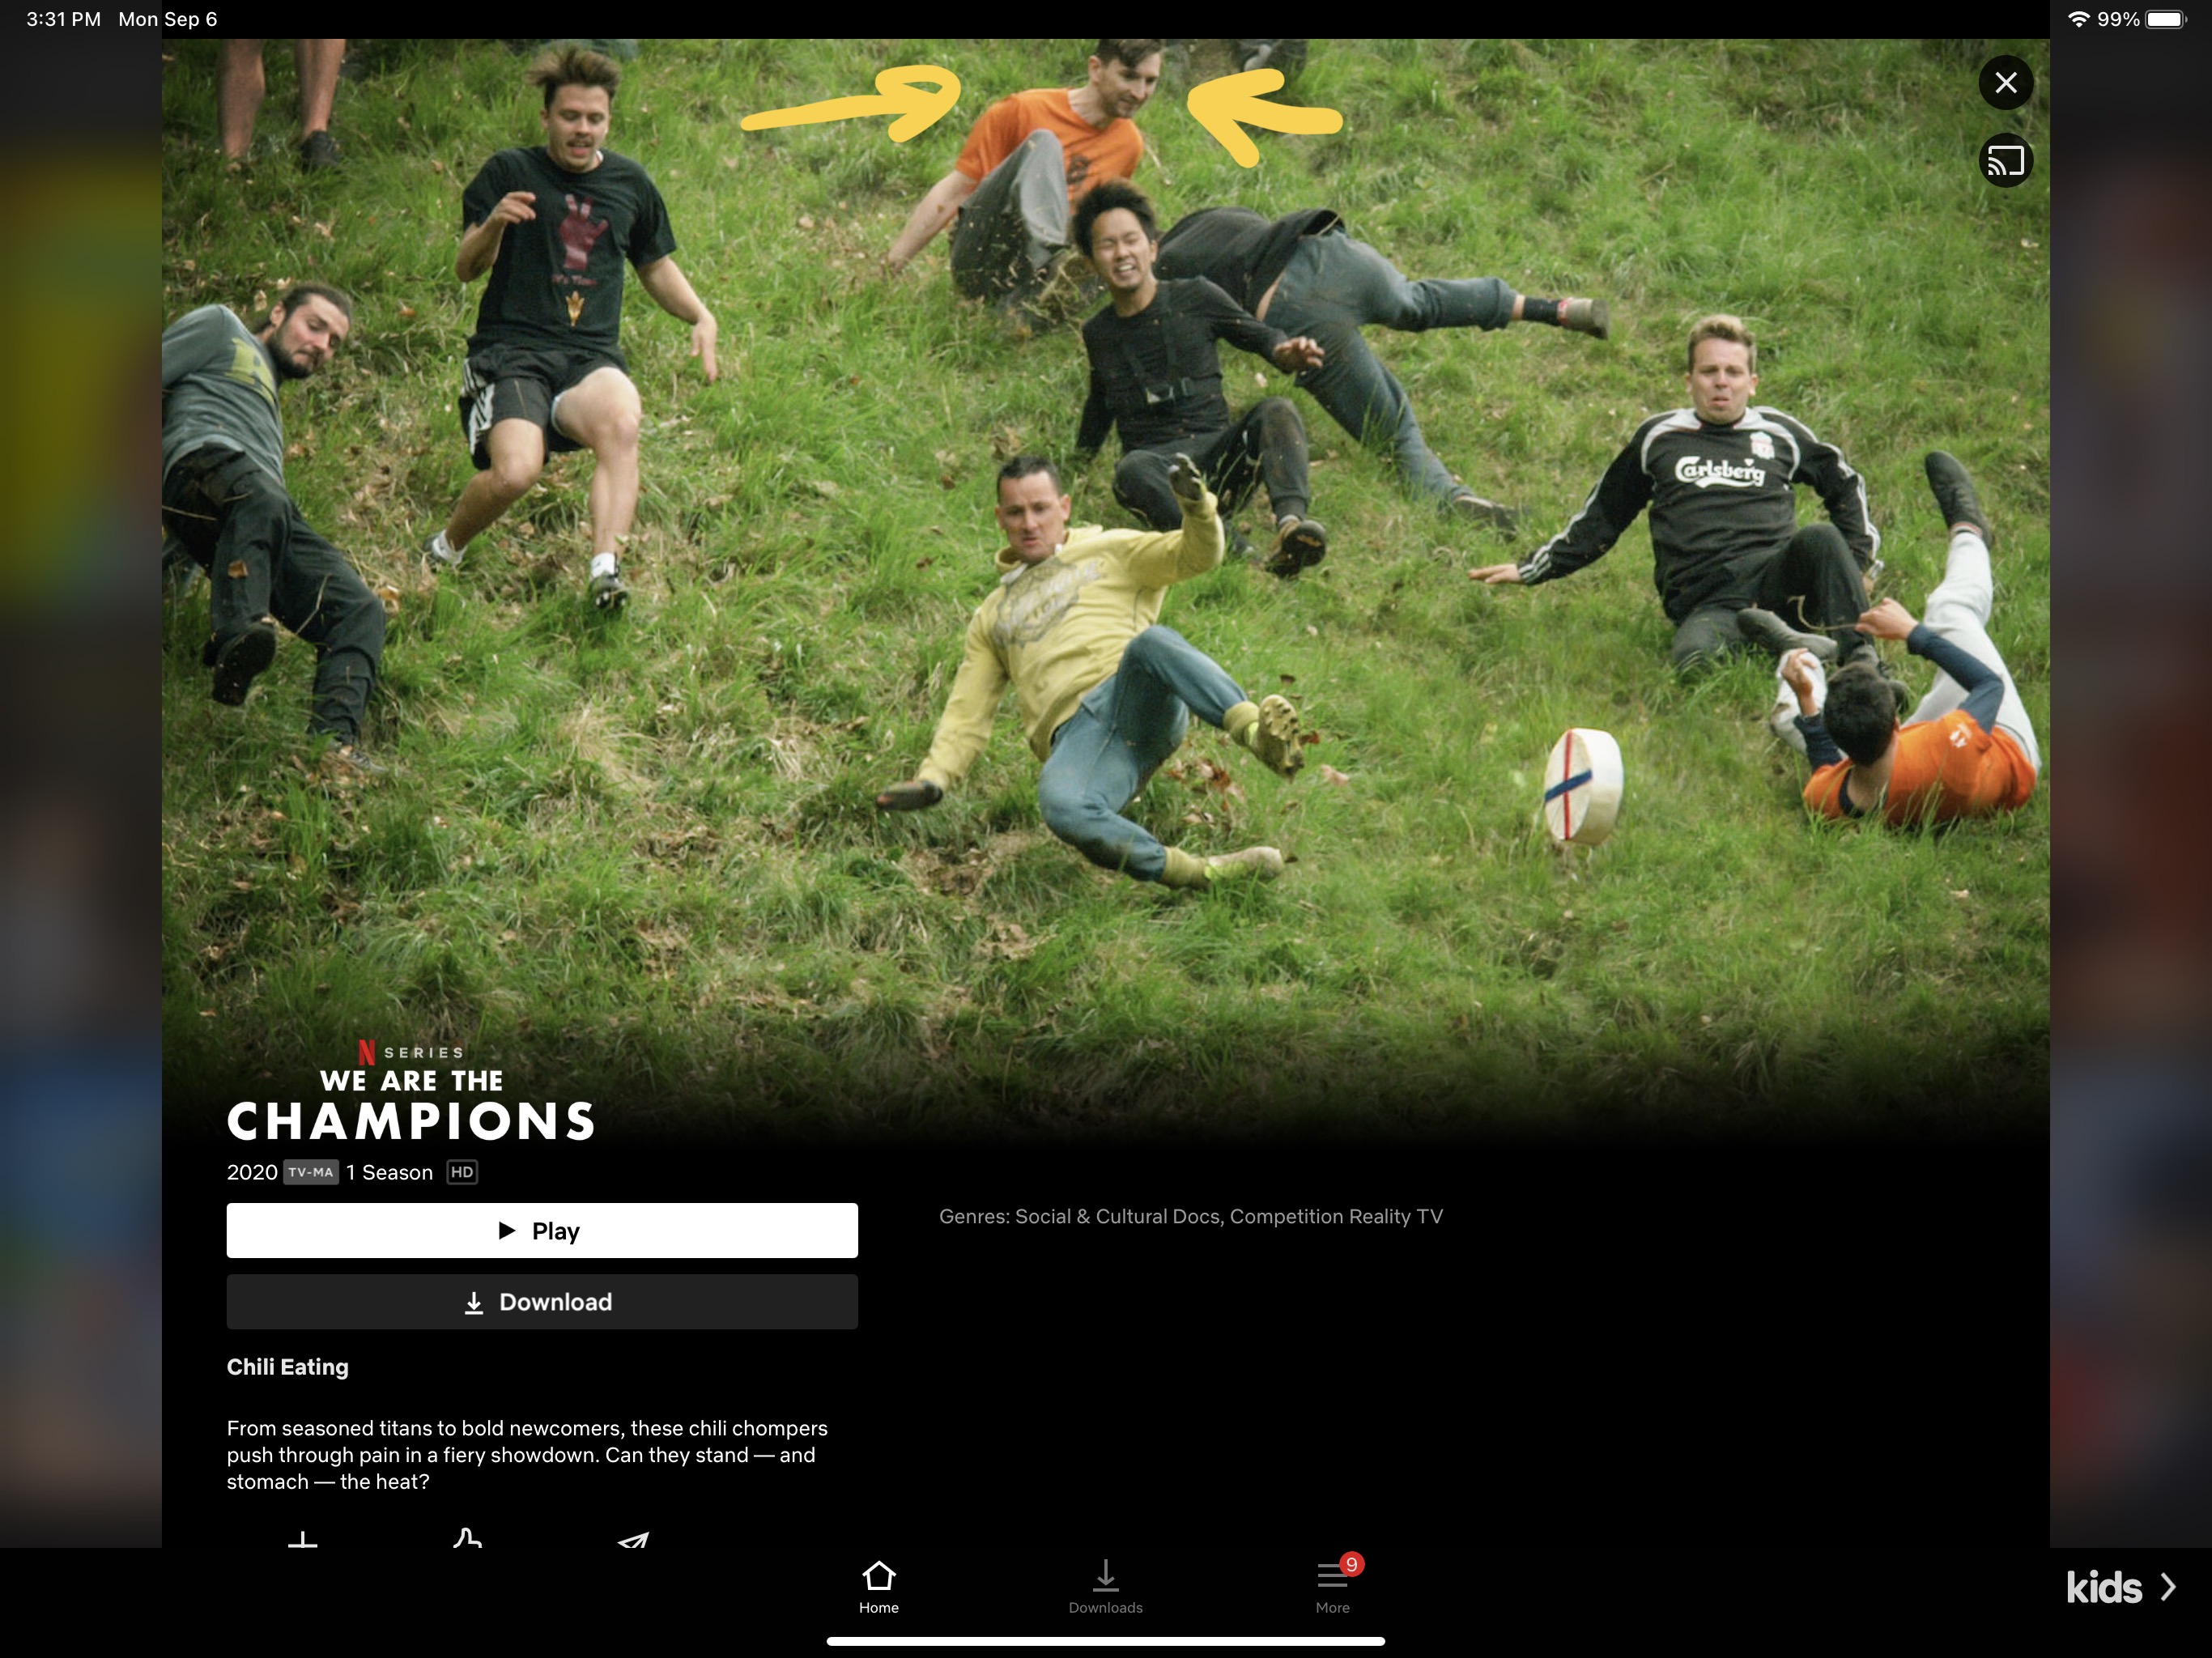 3:31 PM Mon Sep 6
99%
Carlsberg
N SERIES
WE ARE THE
CHAMPIONS
2020 TV-MA 1 Season HD
Play
Genres: Social & Cultural Docs, Competition Reality TV
Download
Chili Eating
From seasoned titans to bold newcomers, these chili chompers
push through pain in a fiery showdown. Can they stand — and
stomach — the heat?
9
Home
Downloads
More
kids